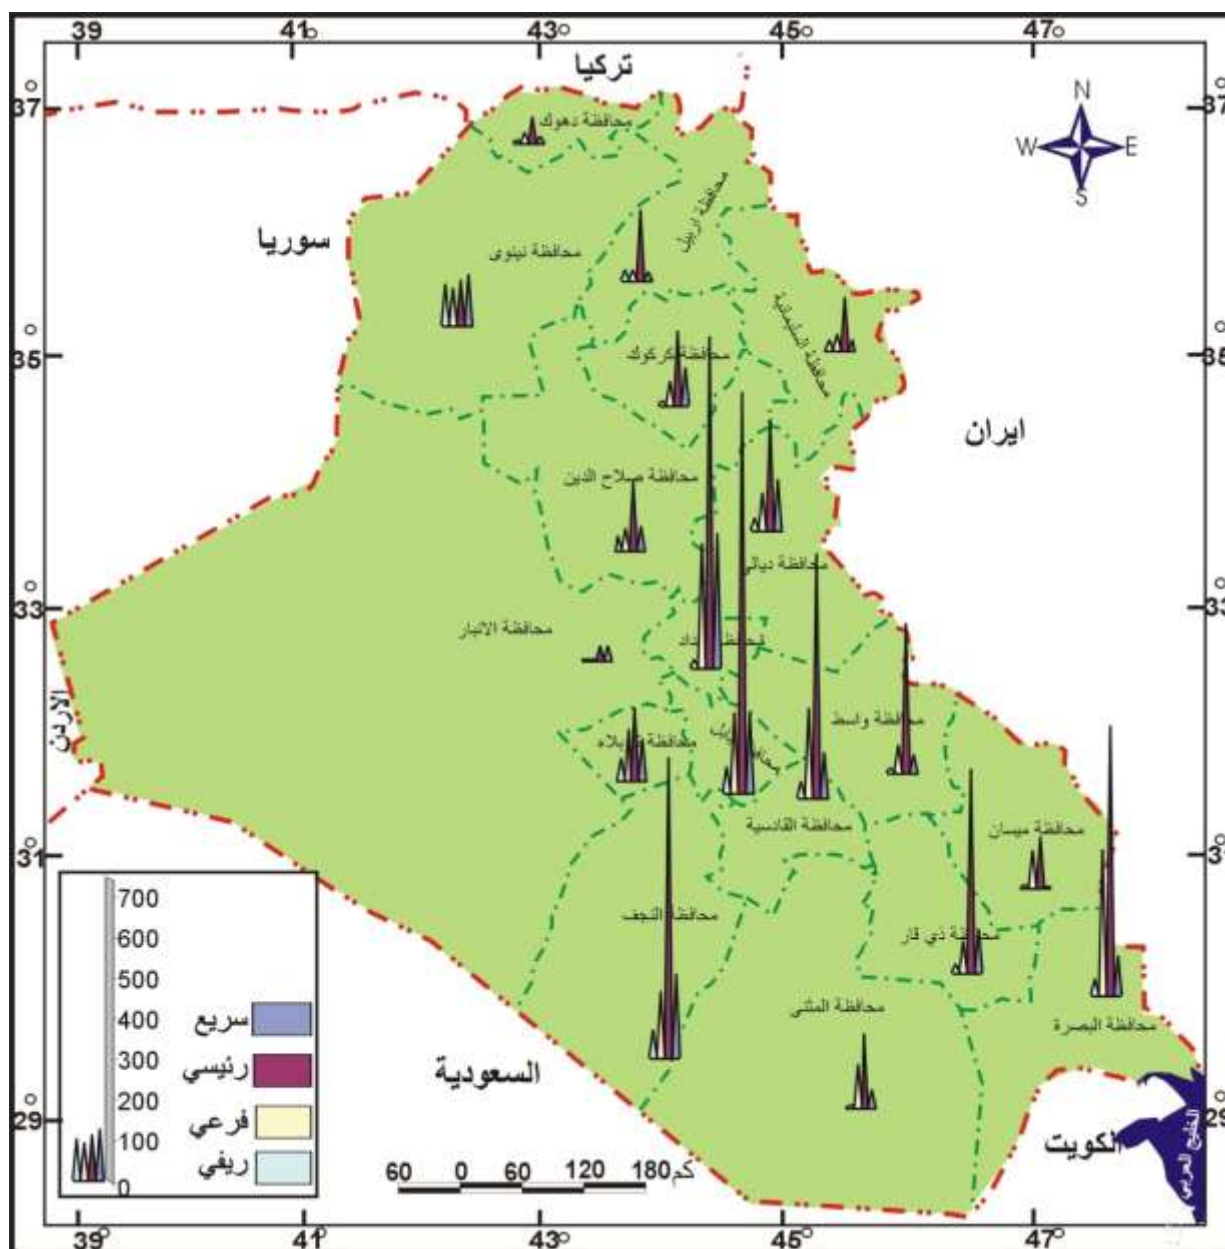 39° 41° 43° 45° 47°
تركيا
37° 37°
N
W E
S
محافظة دهوك
محافظة اربيل
سوريا
محافظة نينوى
محافظة السليمانية
35° 35°
محافظة كركوك
ايران
محافظة صلاح الدين
محافظة ديالى
33° 33°
محافظة الانبار
الاردن
محافظة واسط
محافظة بابل
محافظة كربلاء
محافظة القادسية
محافظة ميسان
31°
محافظة النجف
محافظة ذي قار
محافظة المثنى
محافظة البصرة
السعودية
الكويت
الخليج العربي
29°
700
600
500
400
300
200
100
0
سريع
رئيسي
فرعي
ريفي
60 0 60 120 180 كم
39° 41° 43° 45° 47°